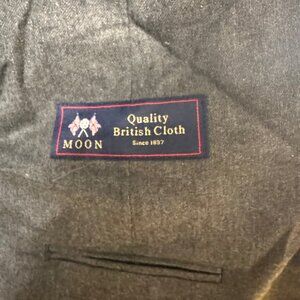 MOON
Quality
British Cloth
Since 1837